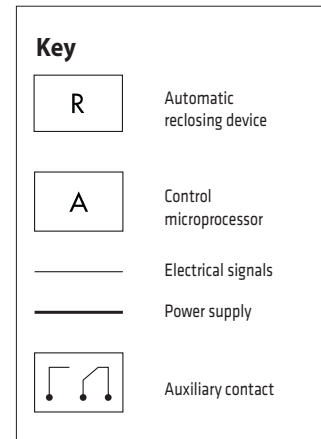 Key
R
Automatic
reclosing device
A
Control
microprocessor
Electrical signals
Power supply
Auxiliary contact